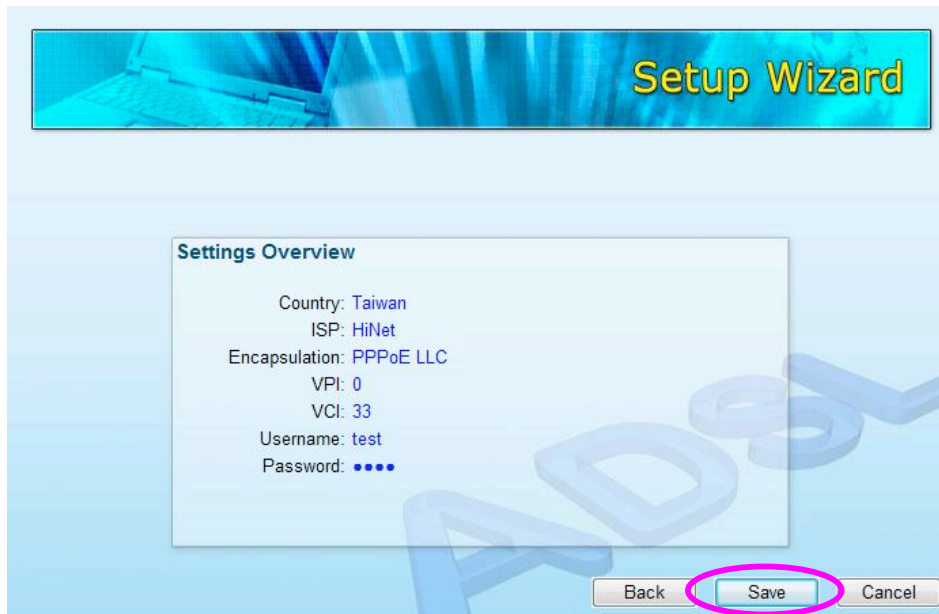 Setup Wizard
Settings Overview
Country: Taiwan
ISP: HiNet
Encapsulation: PPPoE LLC
VPI: 0
VCI: 33
Username: test
Password: ●●●●
ADSL
Back Save Cancel